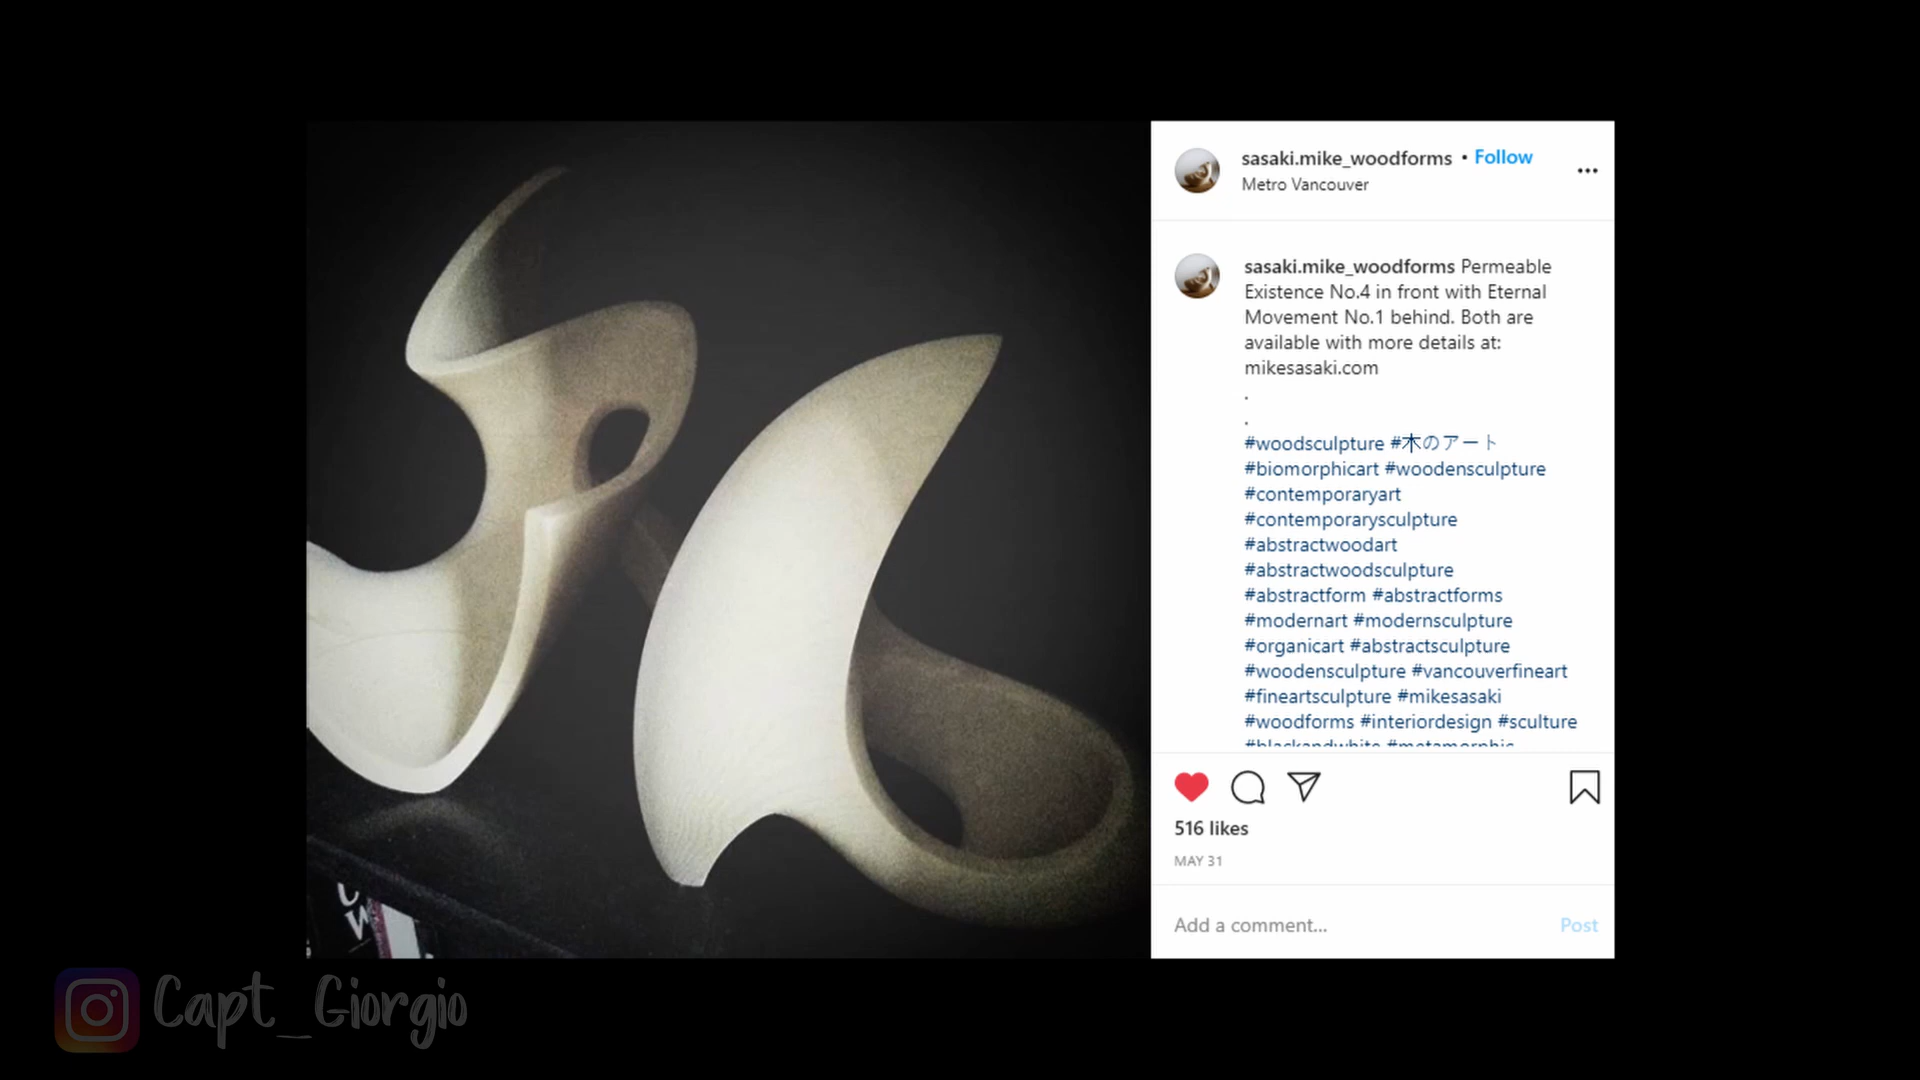 sasaki.mike_woodforms • Follow
Metro Vancouver
sasaki.mike_woodforms Permeable
Existence No.4 in front with Eternal
Movement No.1 behind. Both are
available with more details at:
mikesasaki.com
.
.
#woodsculpture #木のアート
#biomorphicart #woodensculpture
#contemporaryart
#contemporarysculpture
#abstractwoodart
#abstractwoodsculpture
#abstractform #abstractforms
#modernart #modernsculpture
#organicart #abstractsculpture
#woodensculpture #vancouverfineart
#fineartsculpture #mikesasaki
#woodforms #interiordesign #sculture
#blackandwhite #metamorphic
516 likes
MAY 31
Add a comment...
Post
Capt_Giorgio